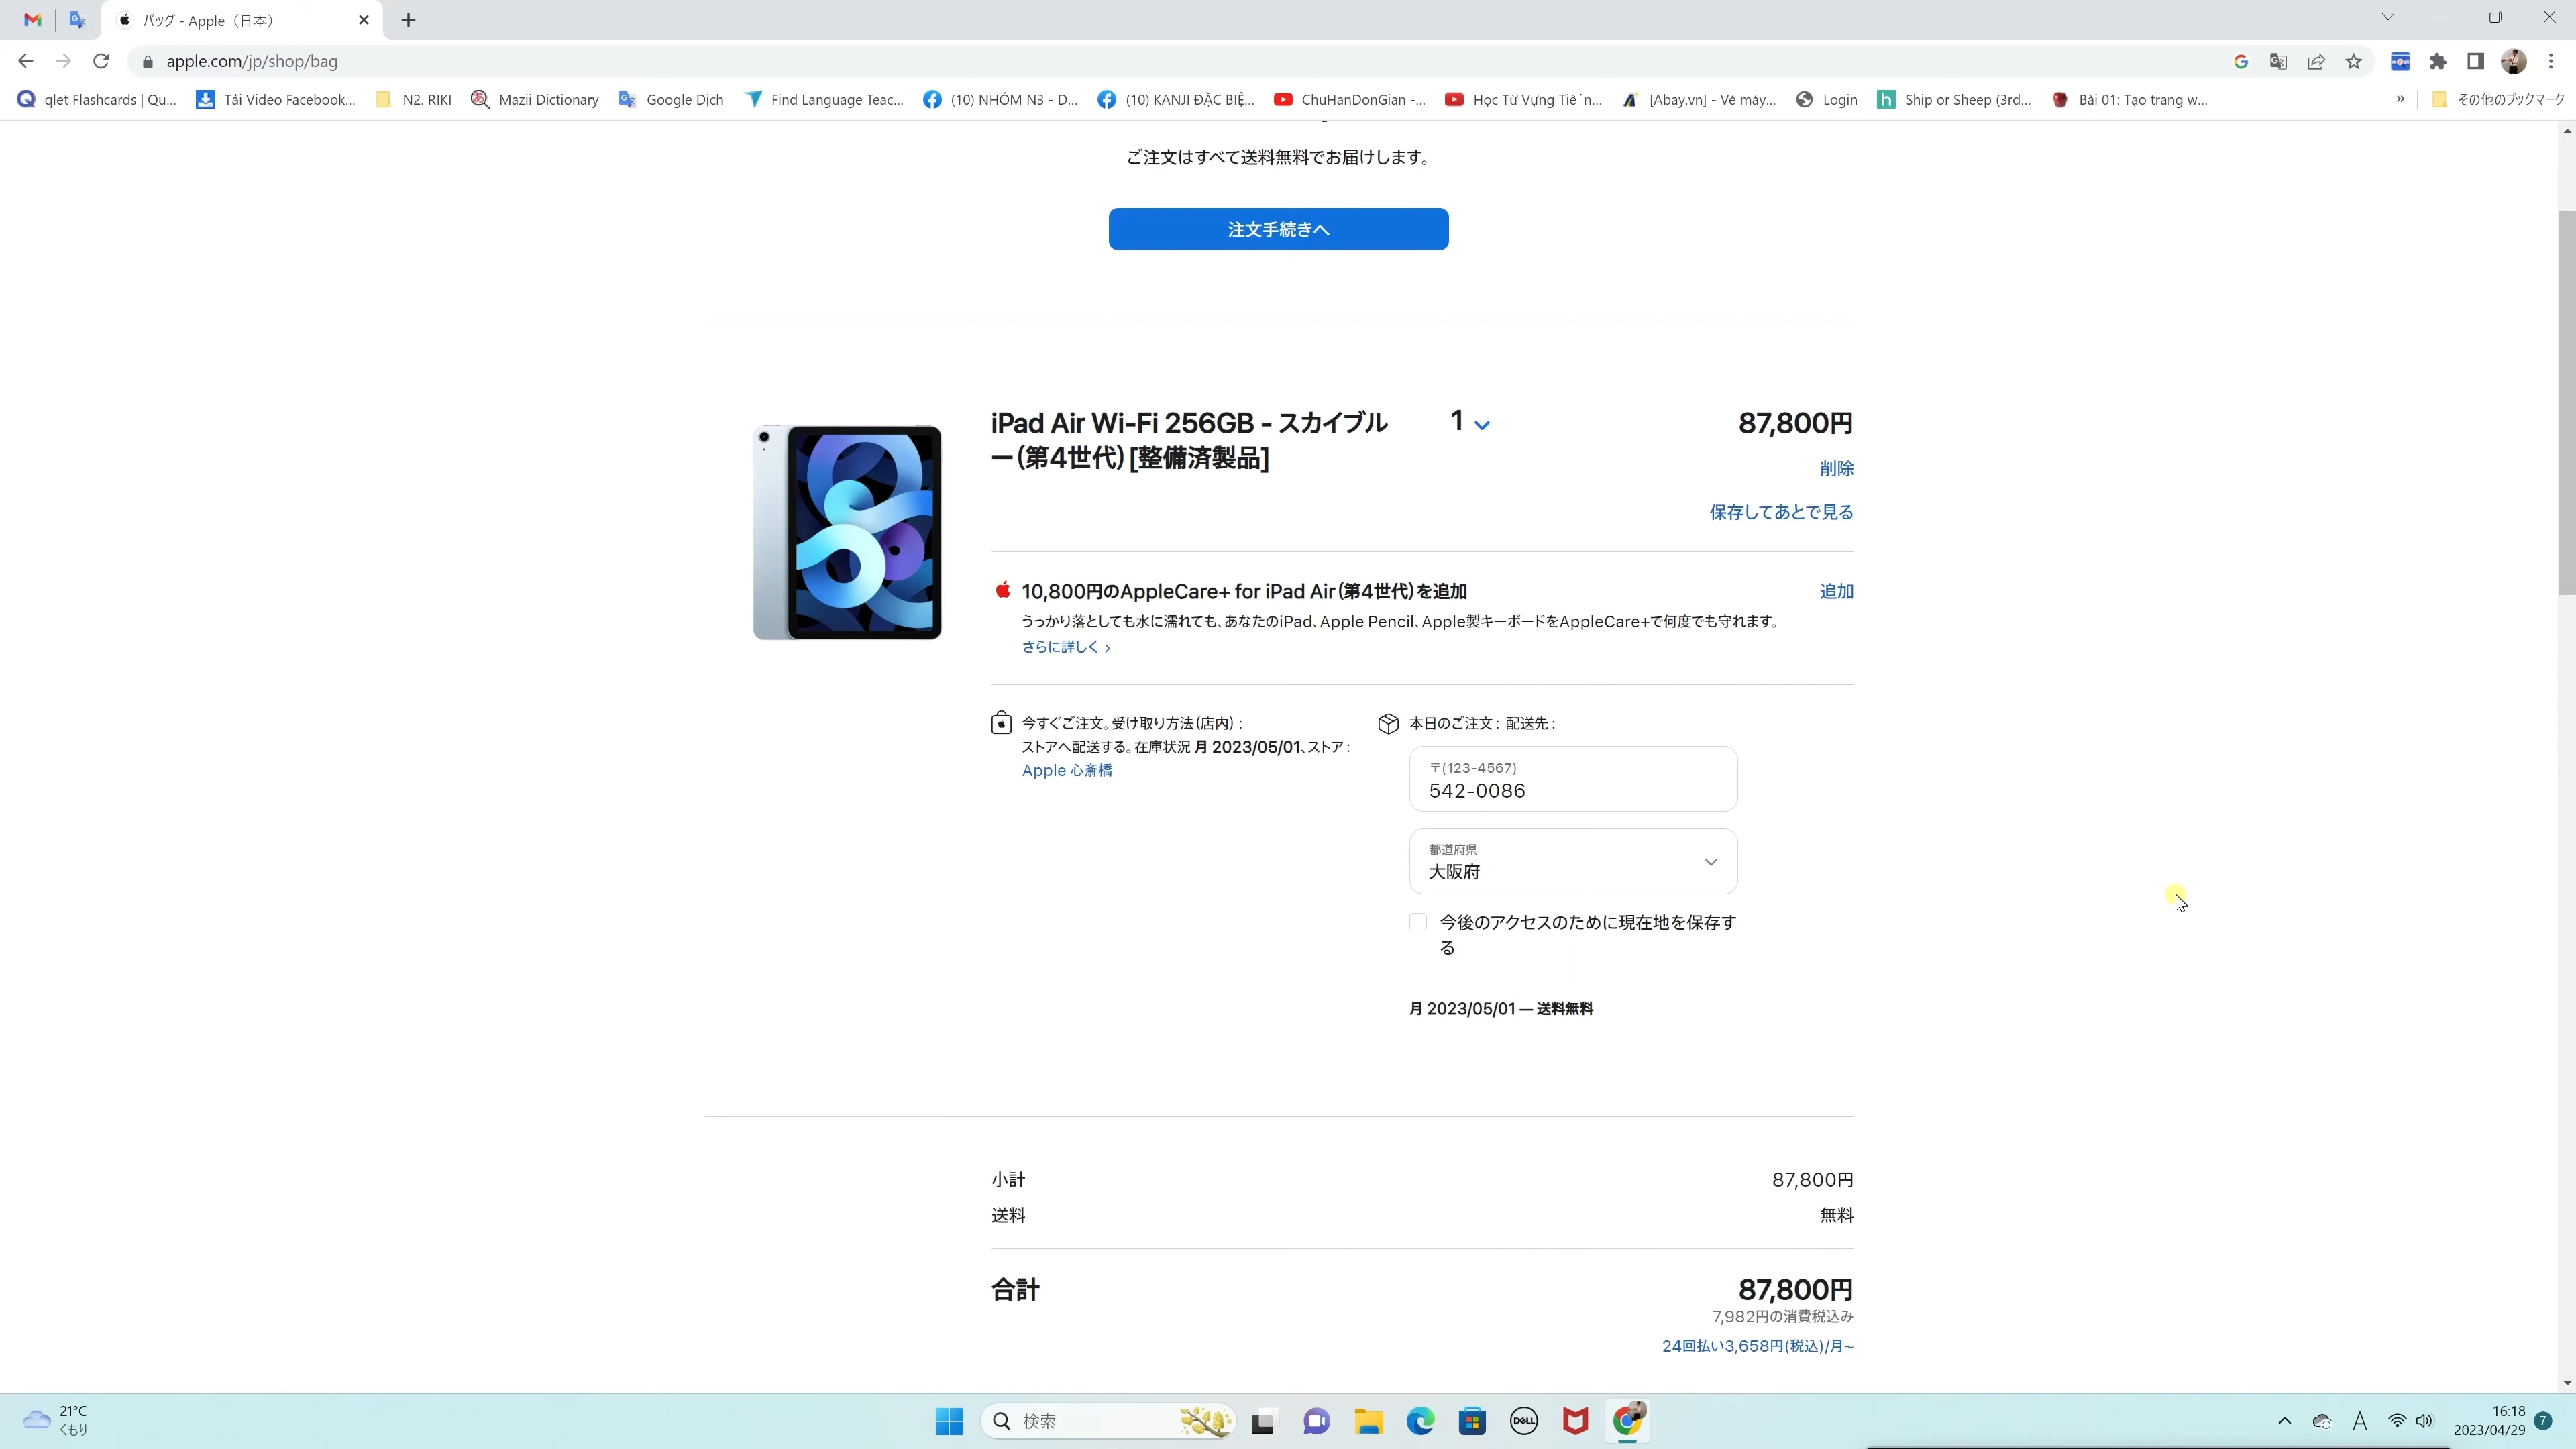 バッグ - Apple（日本）
apple.com/jp/shop/bag
qlet Flashcards | Qu...
Tải Video Facebook...
N2. RIKI
Mazii Dictionary
Google Dịch
Find Language Teac...
(10) NHÓM N3 - D...
(10) KANJI ĐẶC BIỆ...
ChuHanDonGian -...
Học Từ Vựng Tiế´n...
[Abay.vn] - Vé máy...
Login
Ship or Sheep (3rd...
Bài 01: Tạo trang w...
»
その他のブックマーク
ご注文はすべて送料無料でお届けします。
注文手続きへ
iPad Air Wi-Fi 256GB - スカイブル
ー（第4世代）[整備済製品]
1
87,800円
削除
保存してあとで見る
10,800円のAppleCare+ for iPad Air（第4世代）を追加
追加
うっかり落としても水に濡れても、あなたのiPad、Apple Pencil、Apple製キーボードをAppleCare+で何度でも守れます。
さらに詳しく >
今すぐご注文。受け取り方法（店内）:
ストアへ配送する。在庫状況 月 2023/05/01、ストア:
Apple 心斎橋
本日のご注文: 配送先:
〒(123-4567)
542-0086
都道府県
大阪府
今後のアクセスのために現在地を保存す
る
月 2023/05/01 — 送料無料
小計
87,800円
送料
無料
合計
87,800円
7,982円の消費税込み
24回払い3,658円(税込)/月~
21°C
くもり
検索
DELL
A
16:18
2023/04/29
7